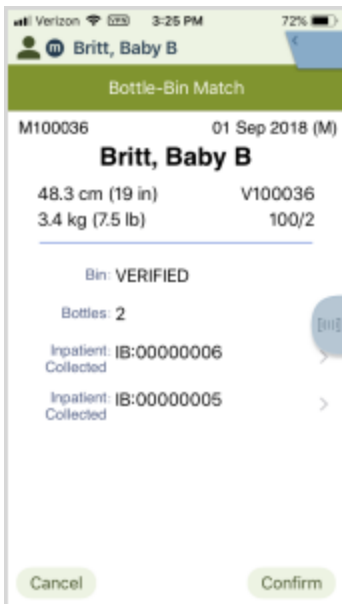 Verizon VPN 3:25 PM 72%
m Britt, Baby B
Bottle-Bin Match
M100036 01 Sep 2018 (M)
Britt, Baby B
48.3 cm (19 in) V100036
3.4 kg (7.5 lb) 100/2
Bin: VERIFIED
Bottles: 2
Inpatient: IB:00000006
Collected
Inpatient: IB:00000005
Collected
Cancel Confirm